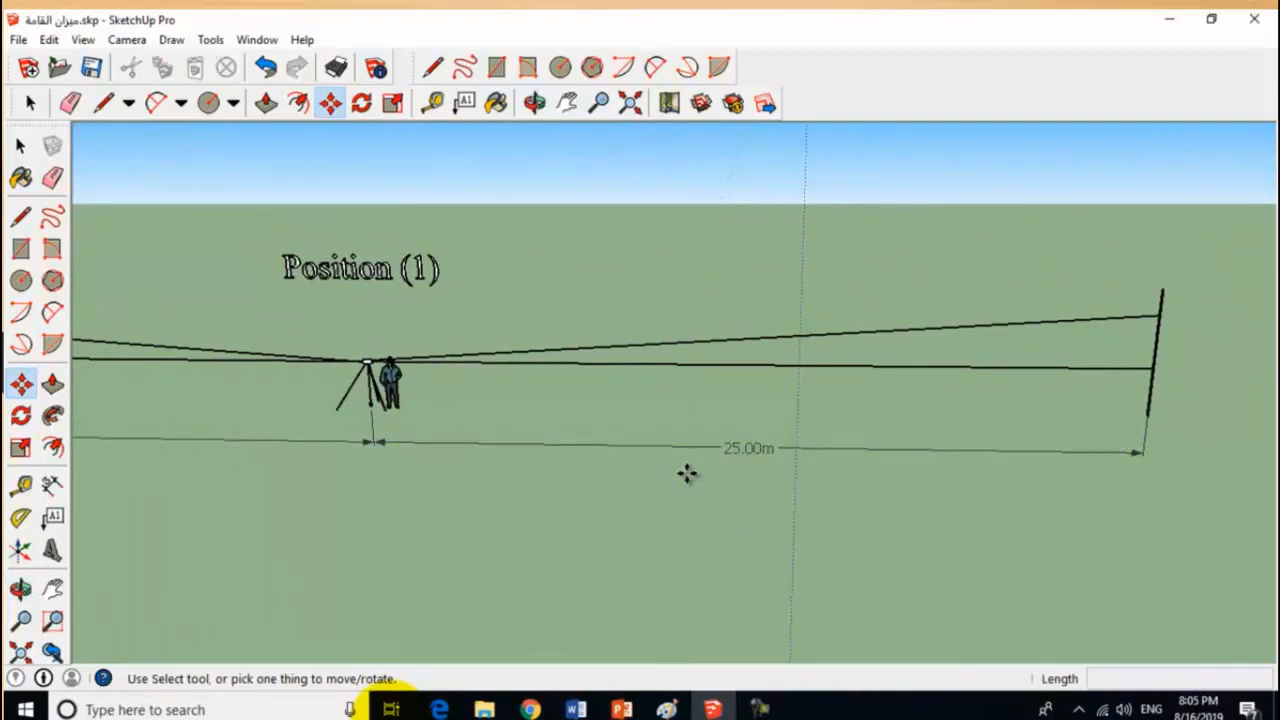 ميزان القامة.skp - SketchUp Pro
File Edit View Camera Draw Tools Window Help
A1
Position (1)
25.00m
A1
Use Select tool, or pick one thing to move/rotate.
Length
Type here to search
ENG
8:05 PM
8/16/2019